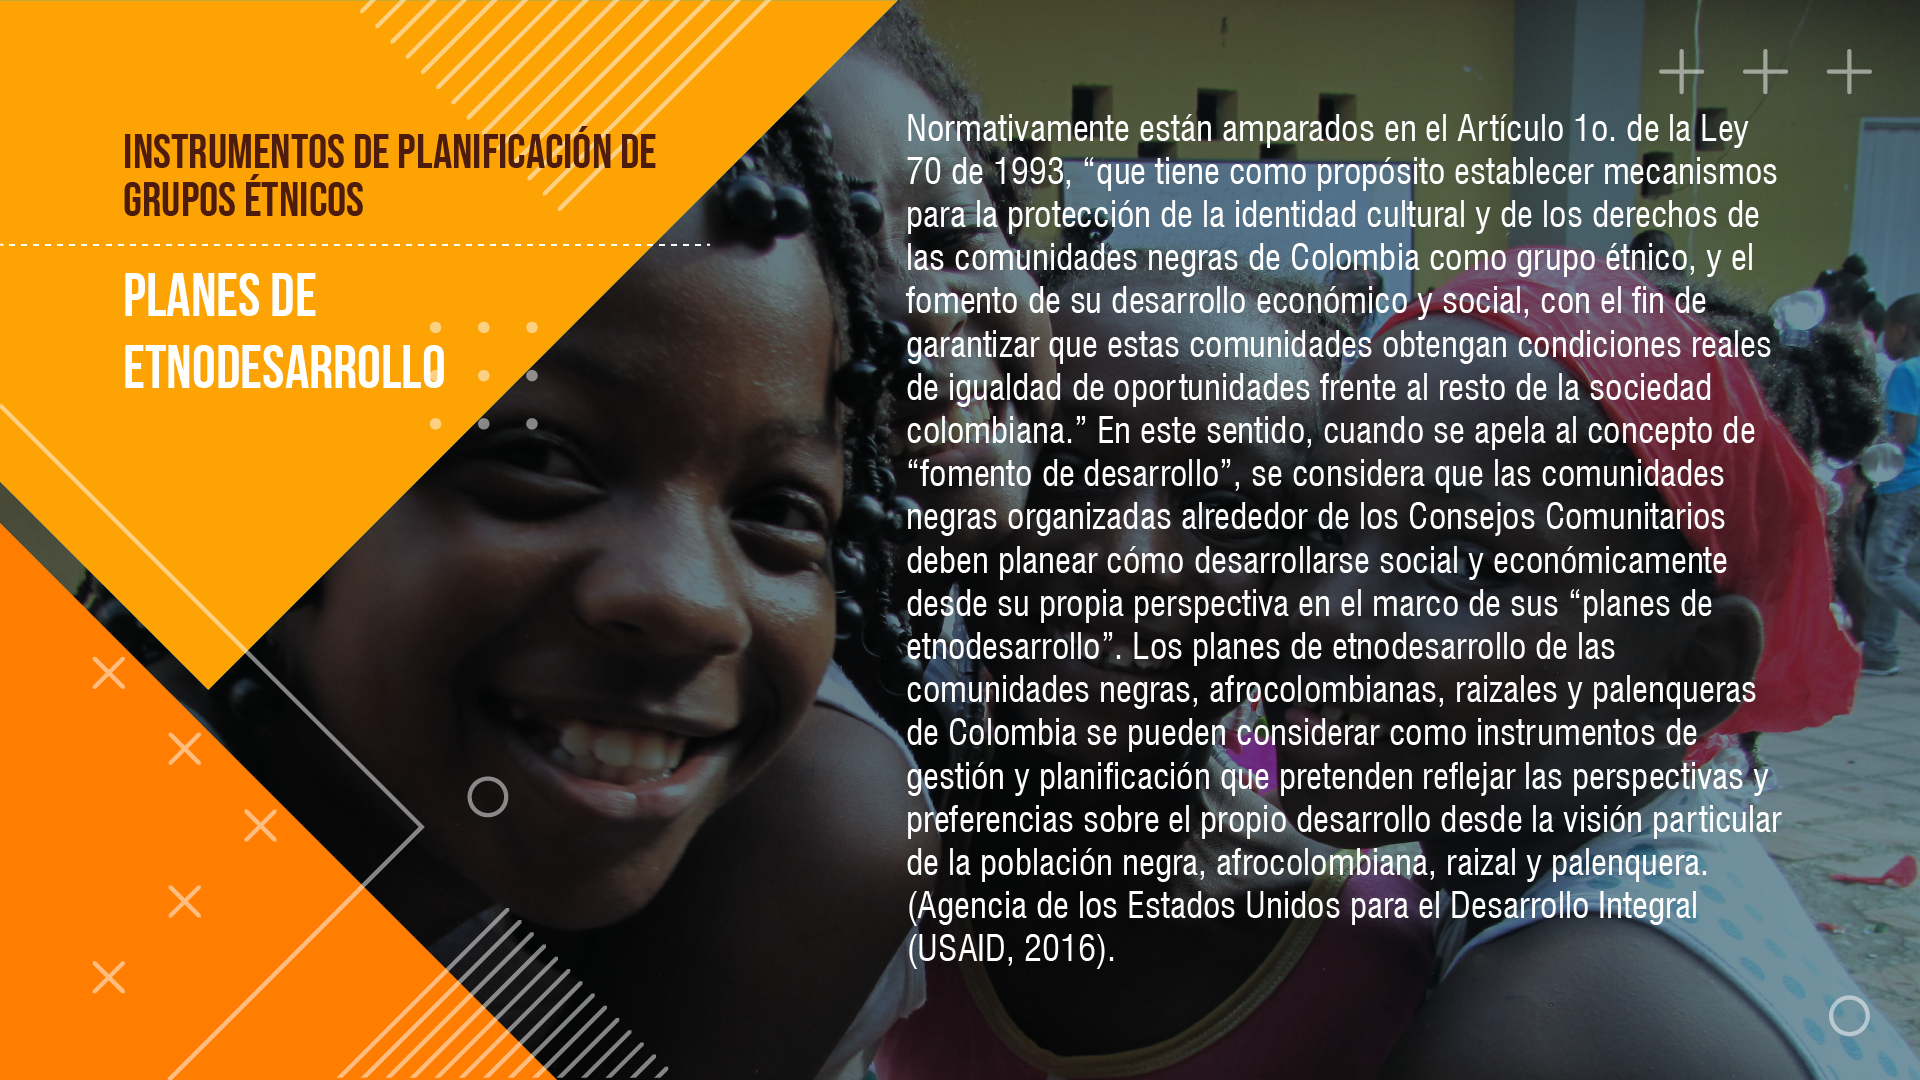 INSTRUMENTOS DE PLANIFICACIÓN DE
GRUPOS ÉTNICOS
PLANES DE
ETNODESARROLLO
Normativamente están amparados en el Artículo 1o. de la Ley
70 de 1993, “que tiene como propósito establecer mecanismos
para la protección de la identidad cultural y de los derechos de
las comunidades negras de Colombia como grupo étnico, y el
fomento de su desarrollo económico y social, con el fin de
garantizar que estas comunidades obtengan condiciones reales
de igualdad de oportunidades frente al resto de la sociedad
colombiana.” En este sentido, cuando se apela al concepto de
“fomento de desarrollo”, se considera que las comunidades
negras organizadas alrededor de los Consejos Comunitarios
deben planear cómo desarrollarse social y económicamente
desde su propia perspectiva en el marco de sus “planes de
etnodesarrollo”. Los planes de etnodesarrollo de las
comunidades negras, afrocolombianas, raizales y palenqueras
de Colombia se pueden considerar como instrumentos de
gestión y planificación que pretenden reflejar las perspectivas y
preferencias sobre el propio desarrollo desde la visión particular
de la población negra, afrocolombiana, raizal y palenquera.
(Agencia de los Estados Unidos para el Desarrollo Integral
(USAID, 2016).